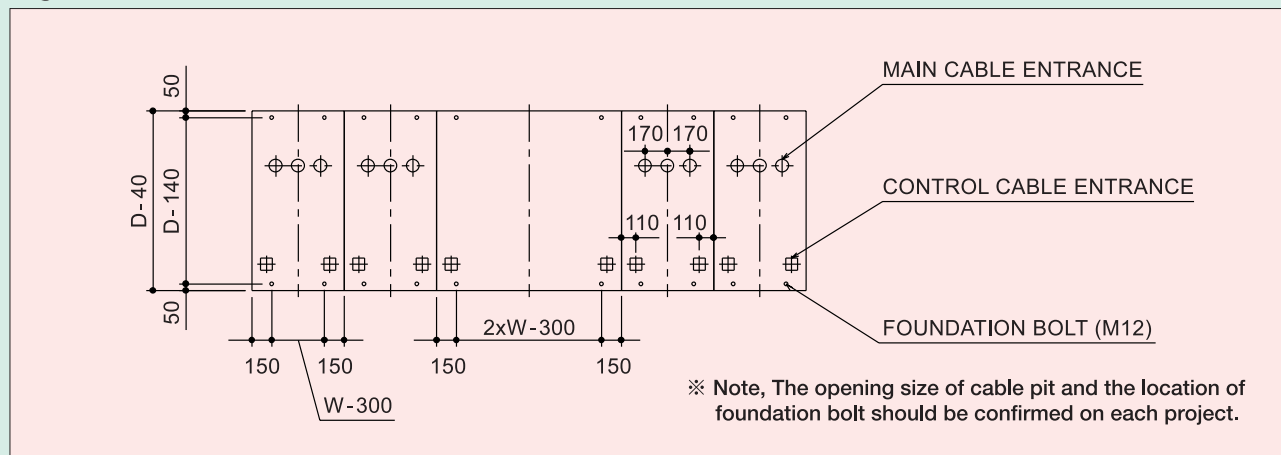 50
MAIN CABLE ENTRANCE
170 170
D-40
D-140
CONTROL CABLE ENTRANCE
110 110
50
2xW-300
FOUNDATION BOLT (M12)
150 150 150 150
W-300
※ Note, The opening size of cable pit and the location of
foundation bolt should be confirmed on each project.